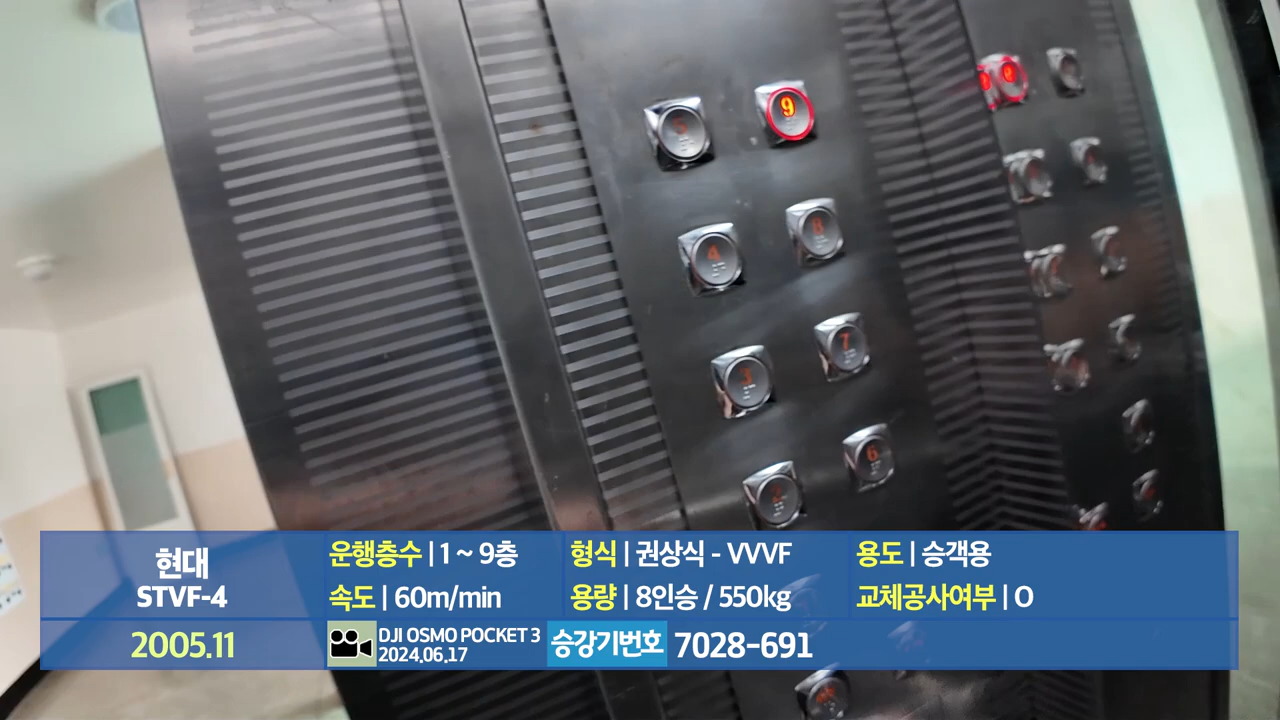 5 9
4 8
3 7
2 6
현대
STVF-4
운행층수 | 1 ~ 9층
형식 | 권상식 - VVVF
용도 | 승객용
속도 | 60m/min
용량 | 8인승 / 550kg
교체공사여부 | O
2005.11
DJI OSMO POCKET 3
2024.06.17
승강기번호 7028-691